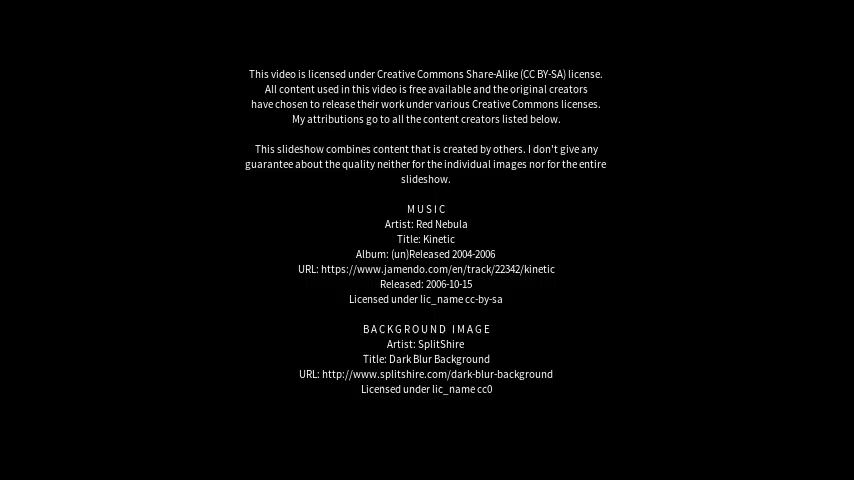 This video is licensed under Creative Commons Share-Alike (CC BY-SA) license.
All content used in this video is free available and the original creators
have chosen to release their work under various Creative Commons licenses.
My attributions go to all the content creators listed below.
This slideshow combines content that is created by others. I don't give any
guarantee about the quality neither for the individual images nor for the entire
slideshow.
MUSIC
Artist: Red Nebula
Title: Kinetic
Album: (un)Released 2004-2006
URL: https://www.jamendo.com/en/track/22342/kinetic
Released: 2006-10-15
Licensed under lic_name cc-by-sa
BACKGROUND IMAGE
Artist: SplitShire
Title: Dark Blur Background
URL: http://www.splitshire.com/dark-blur-background
Licensed under lic_name cc0